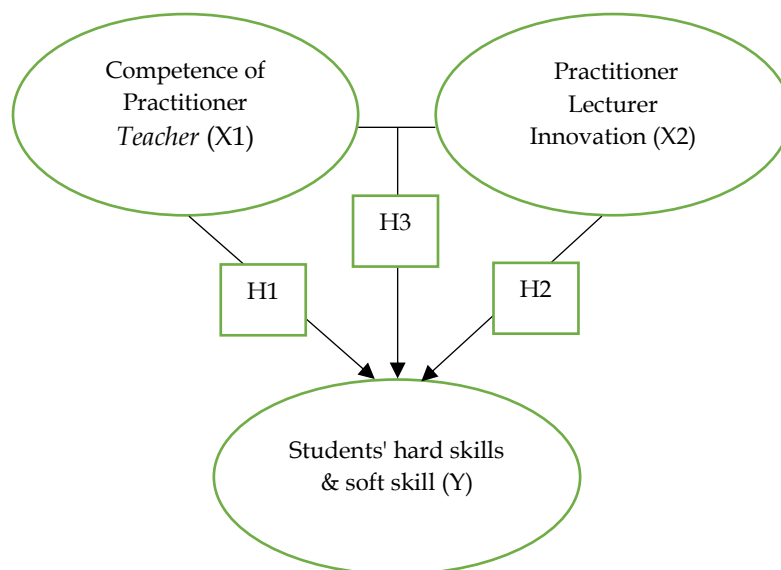 Competence of
Practitioner
Teacher (X1)
Practitioner
Lecturer
Innovation (X2)
H3
H1
H2
Students' hard skills
& soft skill (Y)